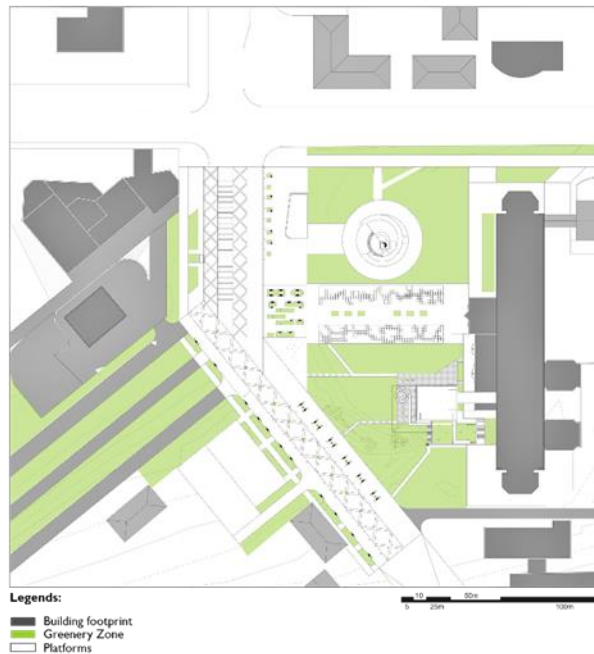 Legends:
Building footprint
Greenery Zone
Platforms
10 50m
5 25m 100m